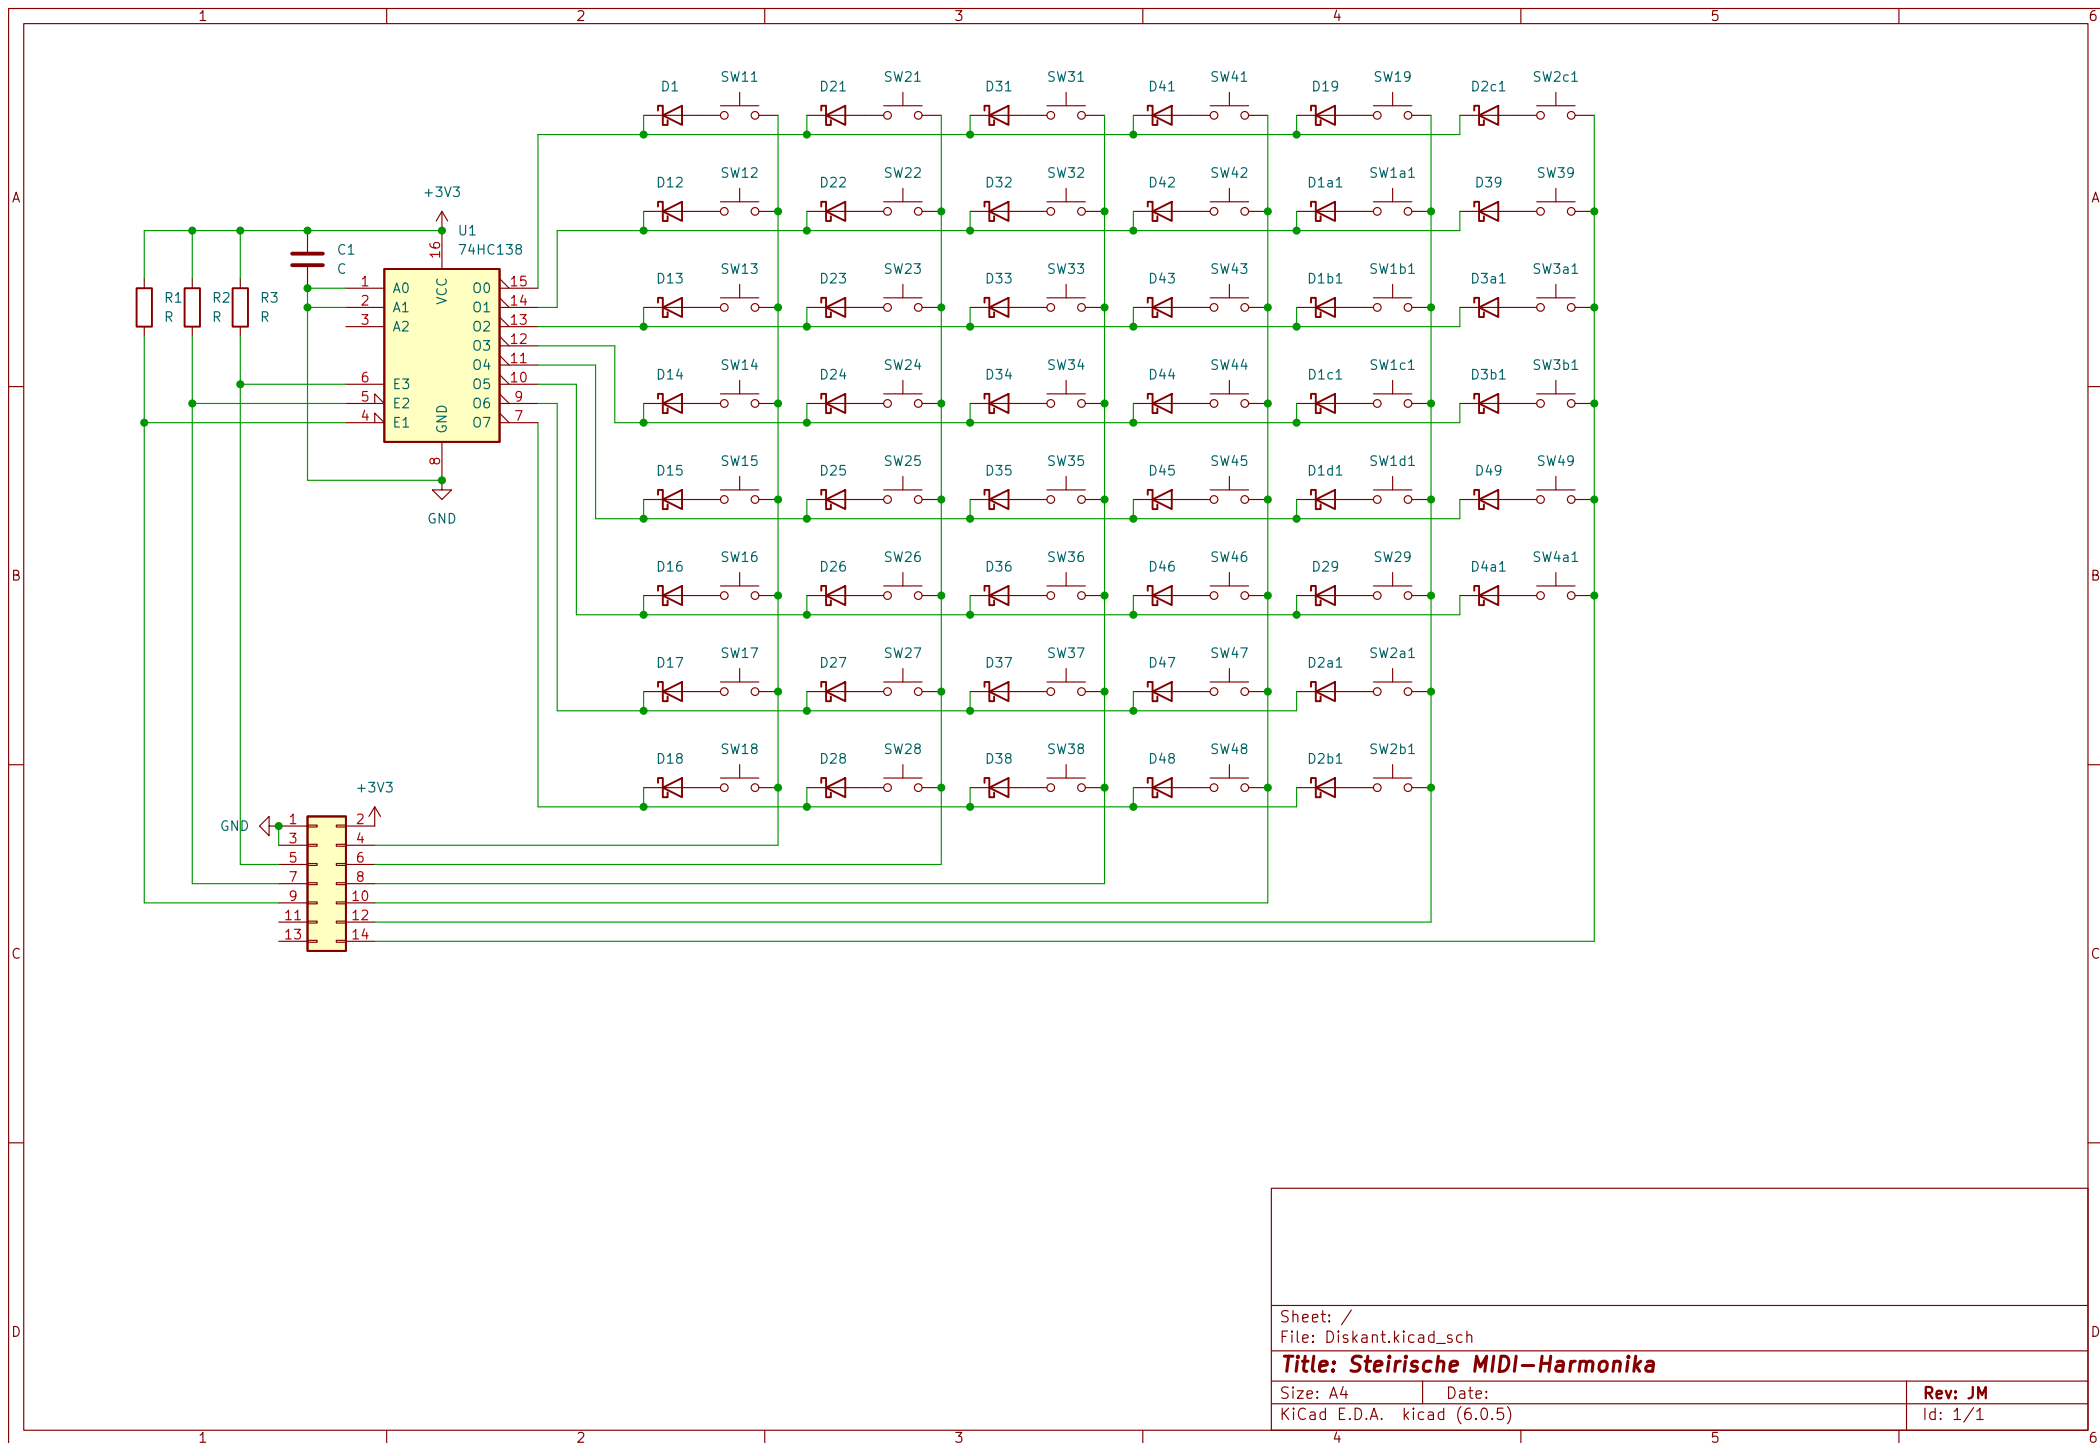 1 2 3 4 5 6
D1 SW11 D21 SW21 D31 SW31 D41 SW41 D19 SW19 D2c1 SW2c1
D12 SW12 D22 SW22 D32 SW32 D42 SW42 D1a1 SW1a1 D39 SW39
A A
+3V3
U1
74HC138
C1
C
R1
R
R2
R
R3
R
16
VCC
1 A0 O0 15
2 A1 O1 14
3 A2 O2 13
O3 12
O4 11
6 E3 O5 10
5 E2 O6 9
4 E1 O7 7
GND
8
GND
D13 SW13 D23 SW23 D33 SW33 D43 SW43 D1b1 SW1b1 D3a1 SW3a1
D14 SW14 D24 SW24 D34 SW34 D44 SW44 D1c1 SW1c1 D3b1 SW3b1
D15 SW15 D25 SW25 D35 SW35 D45 SW45 D1d1 SW1d1 D49 SW49
D16 SW16 D26 SW26 D36 SW36 D46 SW46 D29 SW29 D4a1 SW4a1
B B
D17 SW17 D27 SW27 D37 SW37 D47 SW47 D2a1 SW2a1
D18 SW18 D28 SW28 D38 SW38 D48 SW48 D2b1 SW2b1
+3V3
GND 1 2
3 4
5 6
7 8
9 10
11 12
13 14
C C
Sheet: /
File: Diskant.kicad_sch
D D
Title: Steirische MIDI-Harmonika
Size: A4 Date: Rev: JM
KiCad E.D.A. kicad (6.0.5) Id: 1/1
1 2 3 4 5 6